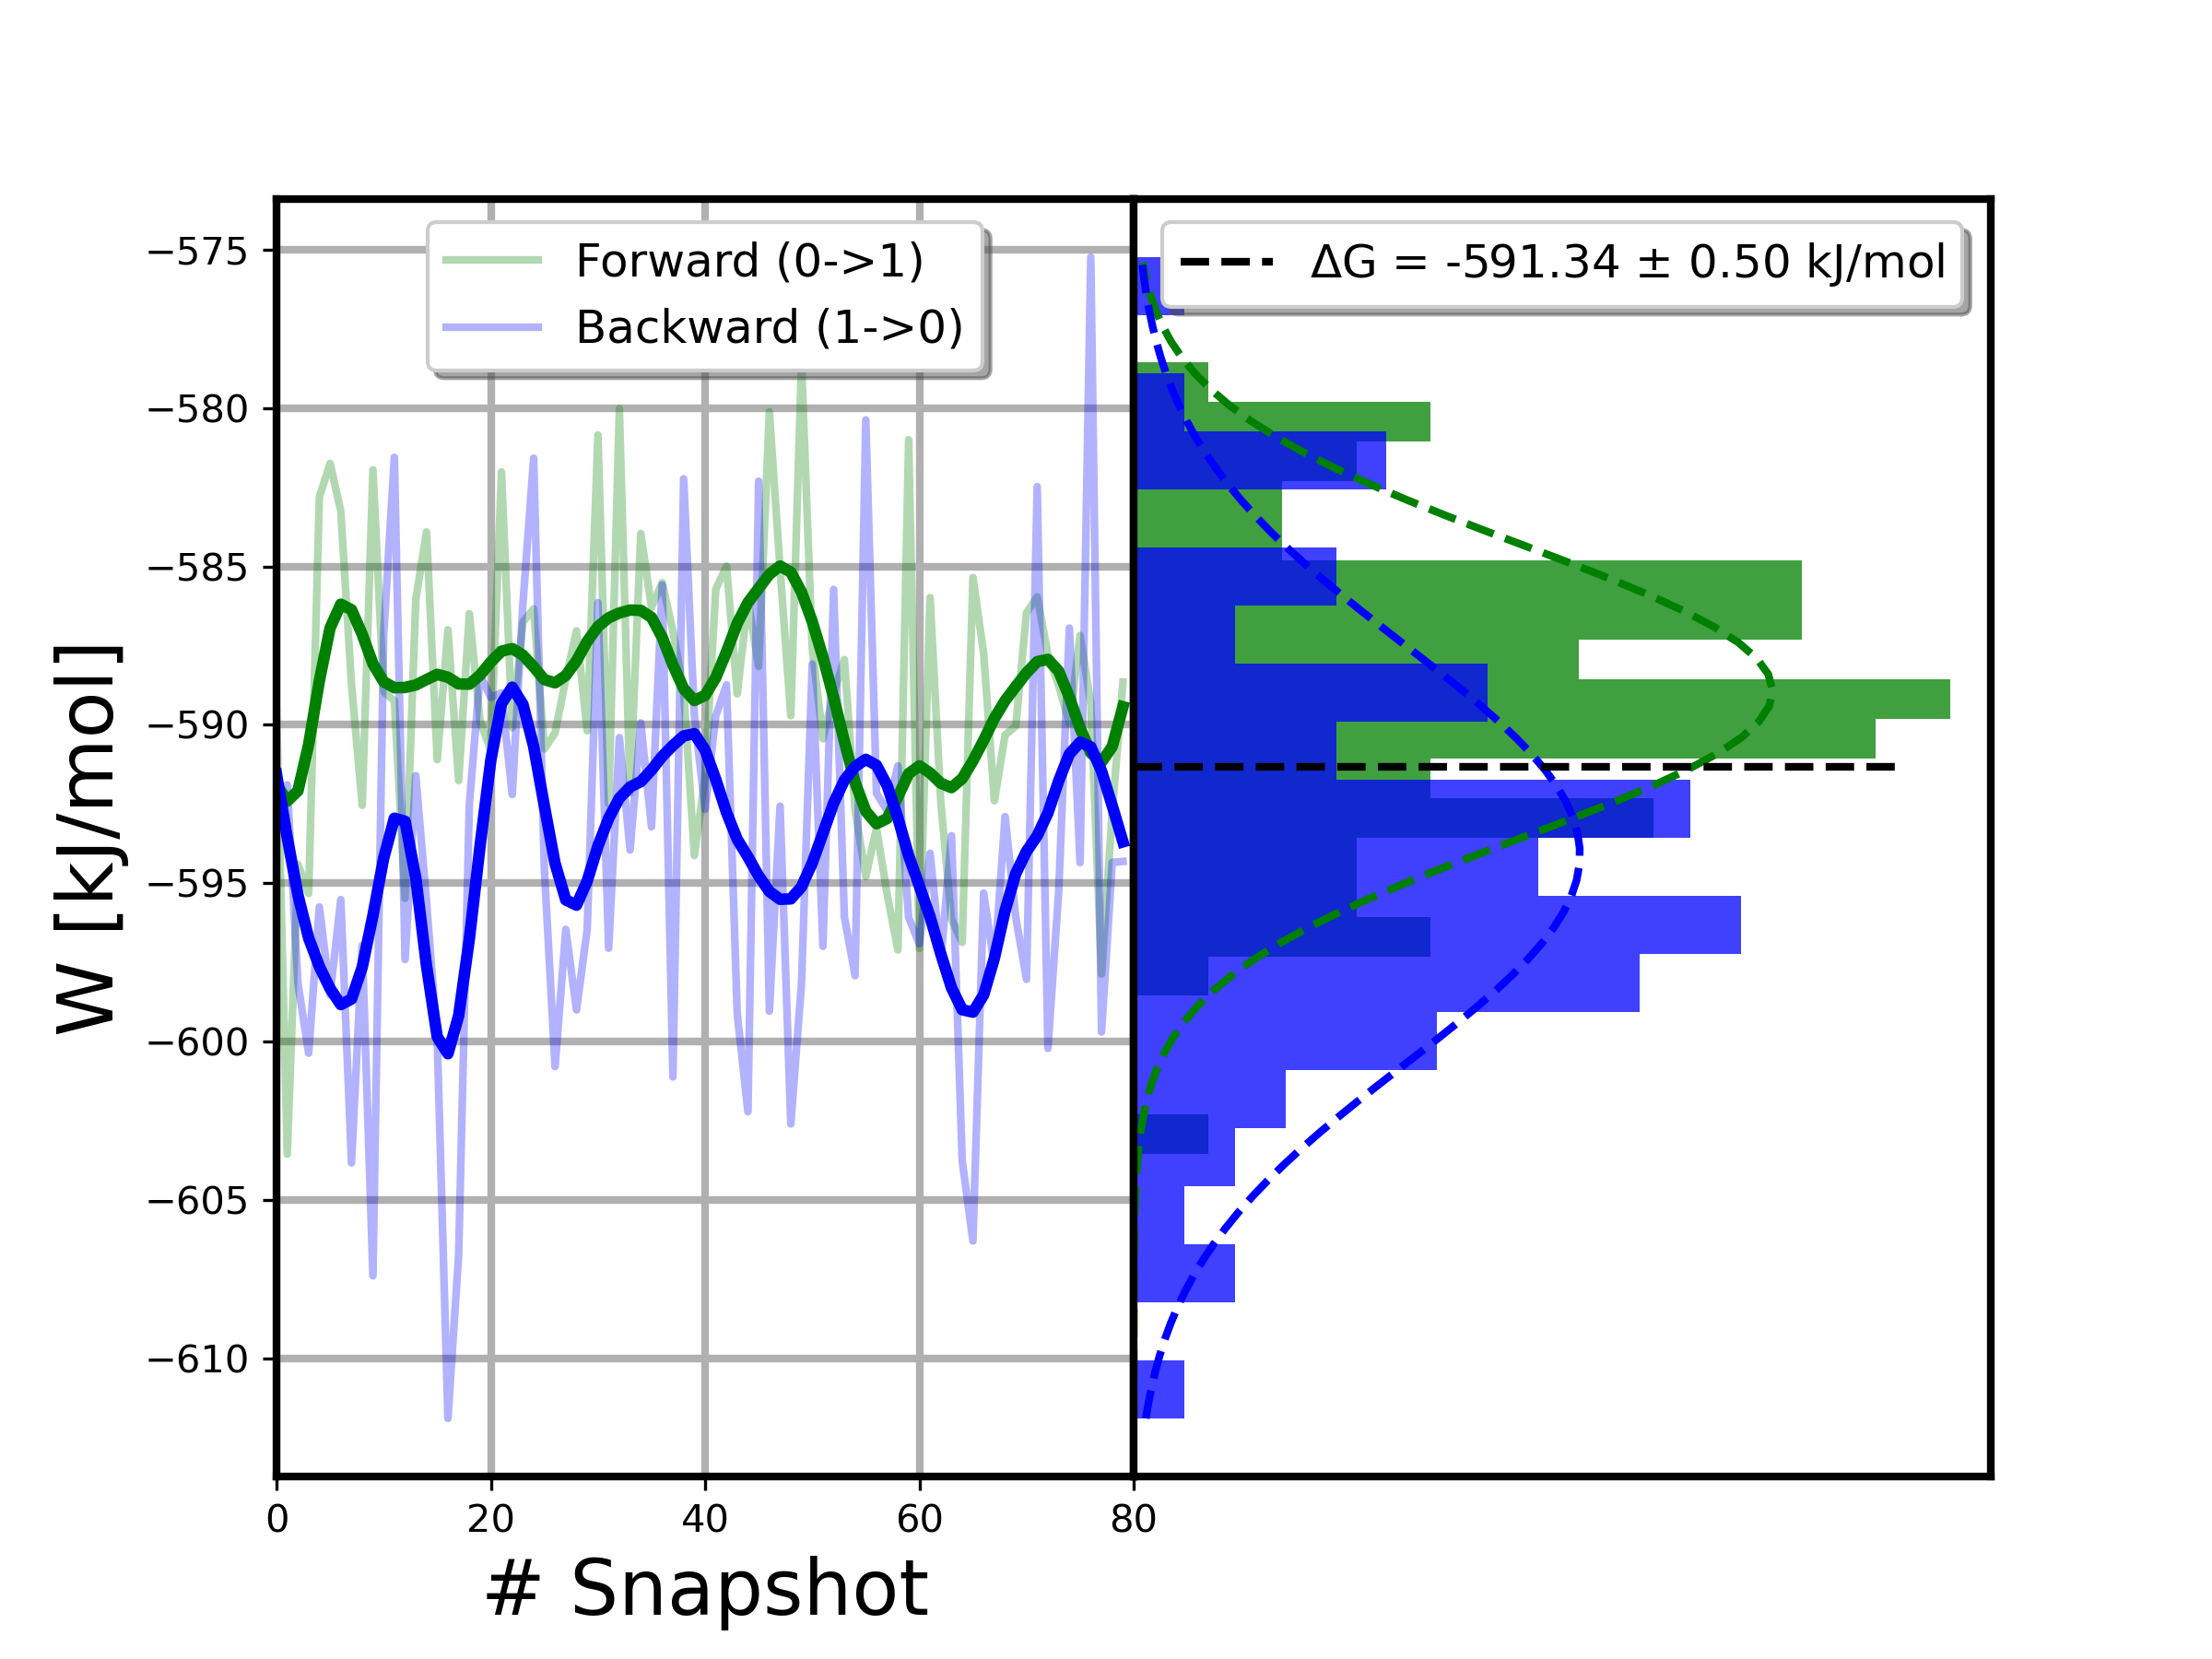 Forward (0->1)
Backward (1->0)
ΔG = -591.34 ± 0.50 kJ/mol
W [kJ/mol]
−575
−580
−585
−590
−595
−600
−605
−610
0 20 40 60 80
# Snapshot